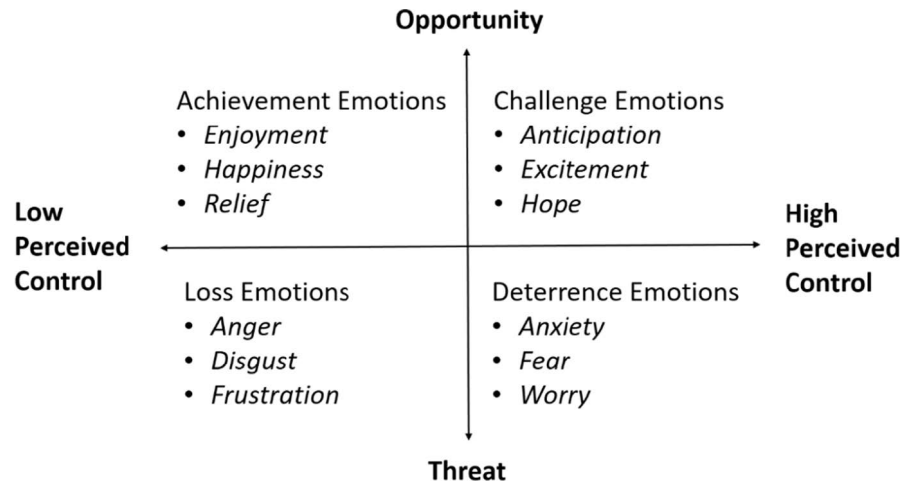 Opportunity
Achievement Emotions
• Enjoyment
• Happiness
• Relief
Challenge Emotions
• Anticipation
• Excitement
• Hope
Low
Perceived
Control
High
Perceived
Control
Loss Emotions
• Anger
• Disgust
• Frustration
Deterrence Emotions
• Anxiety
• Fear
• Worry
Threat